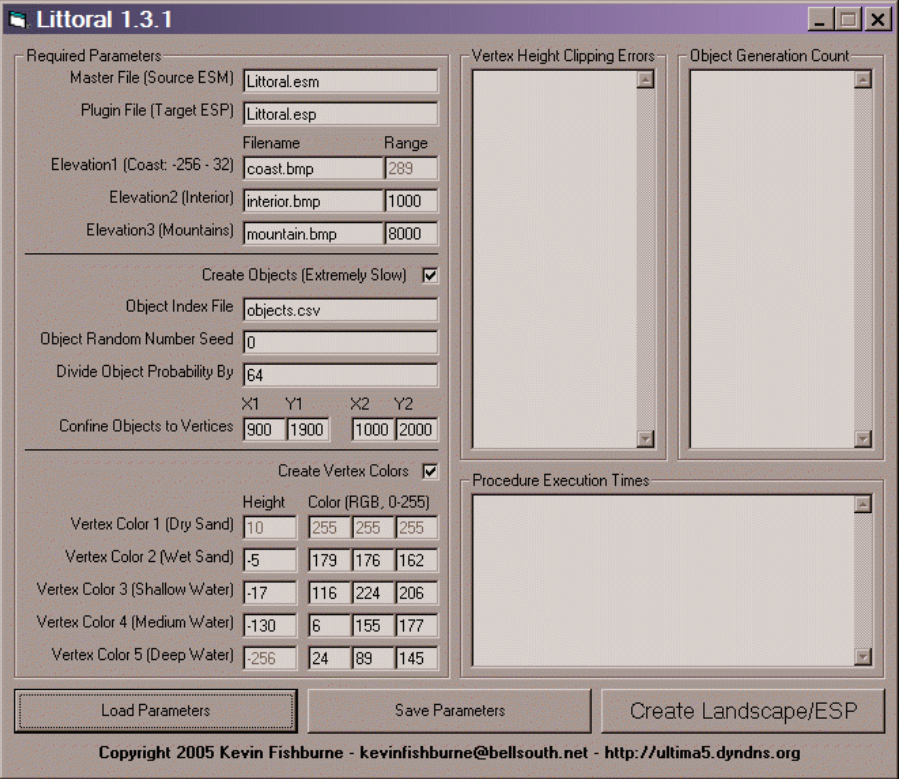 Littoral 1.3.1
Required Parameters
Master File (Source ESM) Littoral.esm
Plugin File (Target ESP) Littoral.esp
Filename Range
Elevation1 (Coast: -256 - 32) coast.bmp 289
Elevation2 (Interior) interior.bmp 1000
Elevation3 (Mountains) mountain.bmp 8000
Create Objects (Extremely Slow)
Object Index File objects.csv
Object Random Number Seed 0
Divide Object Probability By 64
X1 Y1 X2 Y2
Confine Objects to Vertices 900 1900 1000 2000
Create Vertex Colors
Height Color (RGB, 0-255)
Vertex Color 1 (Dry Sand) 10 255 255 255
Vertex Color 2 (Wet Sand) -5 179 176 162
Vertex Color 3 (Shallow Water) -17 116 224 206
Vertex Color 4 (Medium Water) -130 6 155 177
Vertex Color 5 (Deep Water) -256 24 89 145
Vertex Height Clipping Errors
Object Generation Count
Procedure Execution Times
Load Parameters
Save Parameters
Create Landscape/ESP
Copyright 2005 Kevin Fishburne - kevinfishburne@bellsouth.net - http://ultima5.dyndns.org